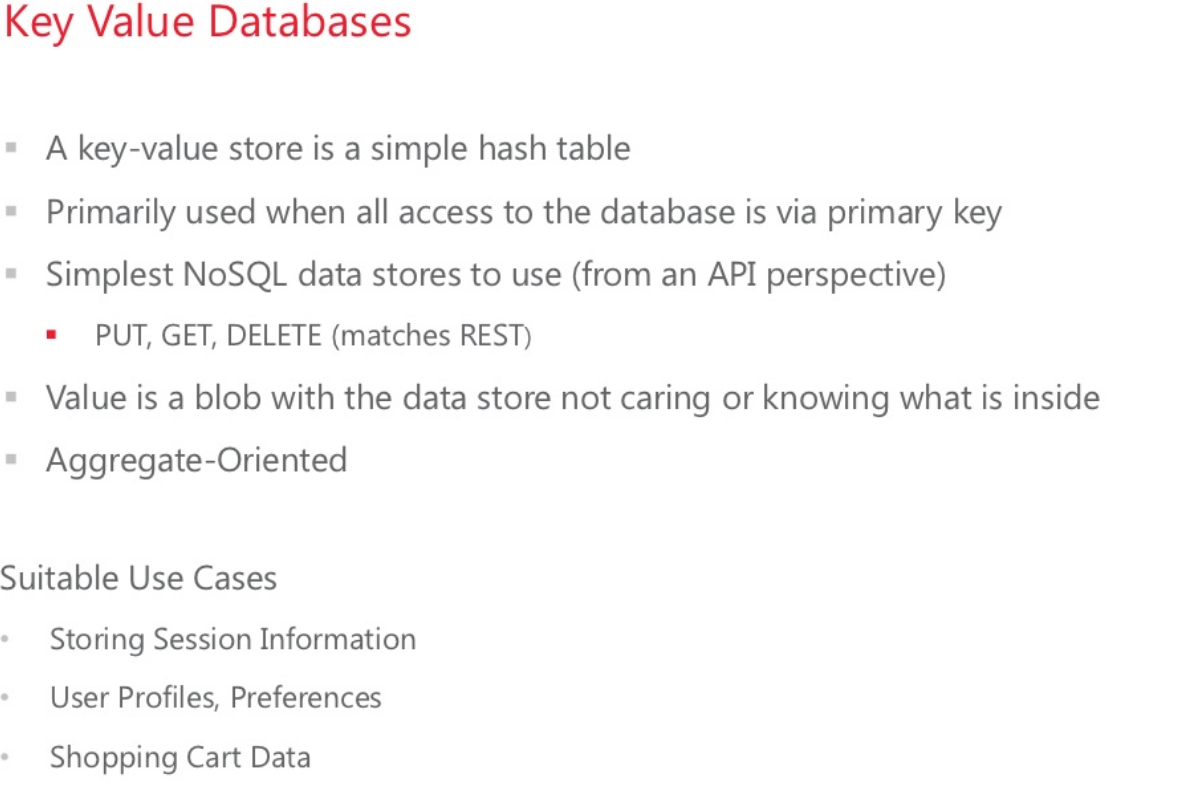 Key Value Databases
▪ A key-value store is a simple hash table
▪ Primarily used when all access to the database is via primary key
▪ Simplest NoSQL data stores to use (from an API perspective)
▪ PUT, GET, DELETE (matches REST)
▪ Value is a blob with the data store not caring or knowing what is inside
▪ Aggregate-Oriented
Suitable Use Cases
• Storing Session Information
• User Profiles, Preferences
• Shopping Cart Data